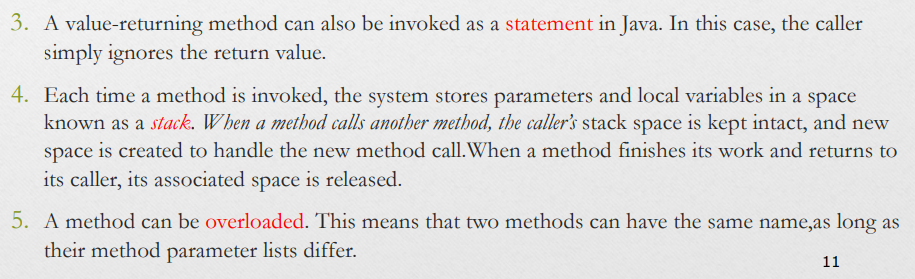 3. A value-returning method can also be invoked as a statement in Java. In this case, the caller
simply ignores the return value.
4. Each time a method is invoked, the system stores parameters and local variables in a space
known as a stack. When a method calls another method, the caller's stack space is kept intact, and new
space is created to handle the new method call.When a method finishes its work and returns to
its caller, its associated space is released.
5. A method can be overloaded. This means that two methods can have the same name,as long as
their method parameter lists differ.
11